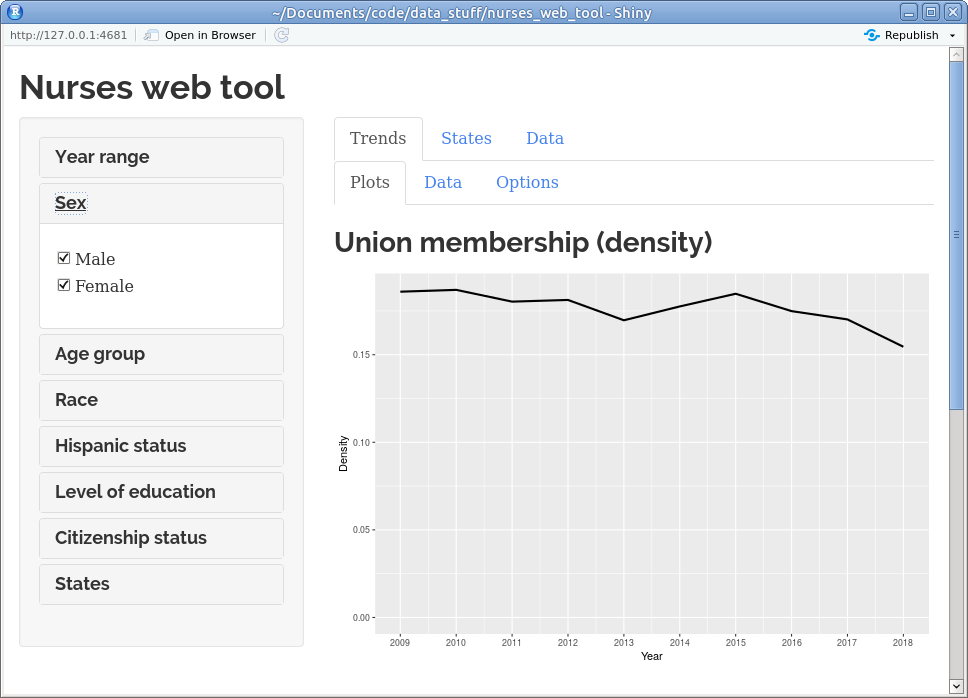 ~/Documents/code/data_stuff/nurses_web_tool - Shiny
http://127.0.0.1:4681 Open in Browser Republish
Nurses web tool
Year range
Sex
Male
Female
Age group
Race
Hispanic status
Level of education
Citizenship status
States
Trends States Data
Plots Data Options
Union membership (density)
Density
0.15
0.10
0.05
0.00
2009 2010 2011 2012 2013 2014 2015 2016 2017 2018
Year